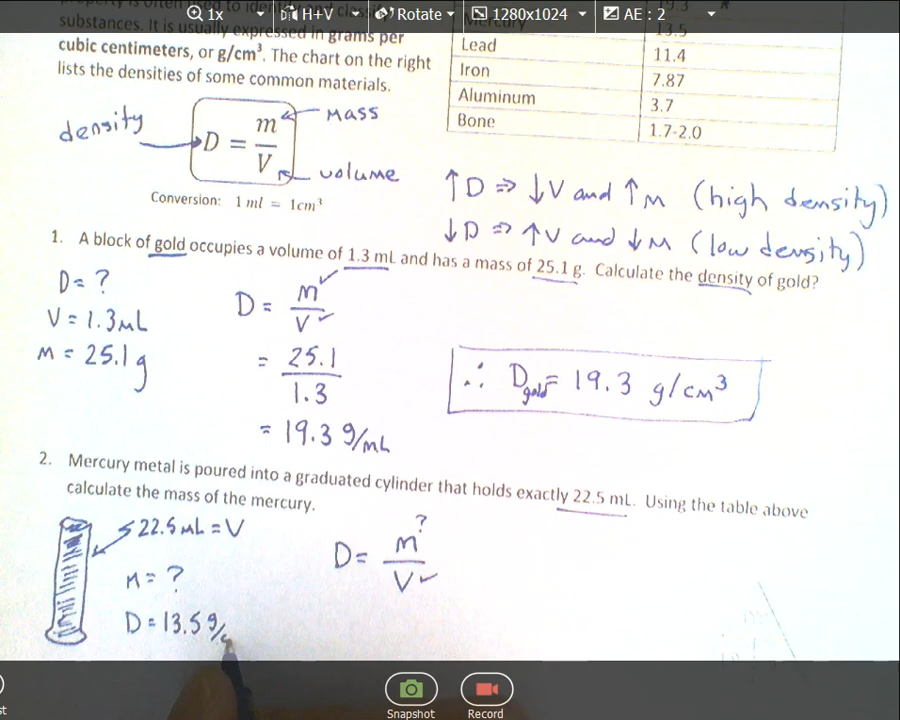 1x H+V Rotate 1280x1024 AE : 2
substances. It is usually expressed in grams per
cubic centimeters, or g/cm³. The chart on the right
lists the densities of some common materials.
19.3
Mercury 13.5
Lead 11.4
Iron 7.87
Aluminum 3.7
Bone 1.7-2.0
density D = m/V mass
volume
Conversion: 1 ml = 1cm³
↑D ⇒ ↓V and ↑M (high density)
↓D ⇒ ↑V and ↓M (low density)
1. A block of gold occupies a volume of 1.3 mL and has a mass of 25.1 g. Calculate the density of gold?
D = ?
V = 1.3mL
M = 25.1g
D = M/V
= 25.1/1.3
= 19.3 g/mL
∴ Dgold = 19.3 g/cm³
2. Mercury metal is poured into a graduated cylinder that holds exactly 22.5 mL. Using the table above
calculate the mass of the mercury.
22.5mL = V
M = ?
D = 13.5 g/
D = M?/V
Snapshot Record